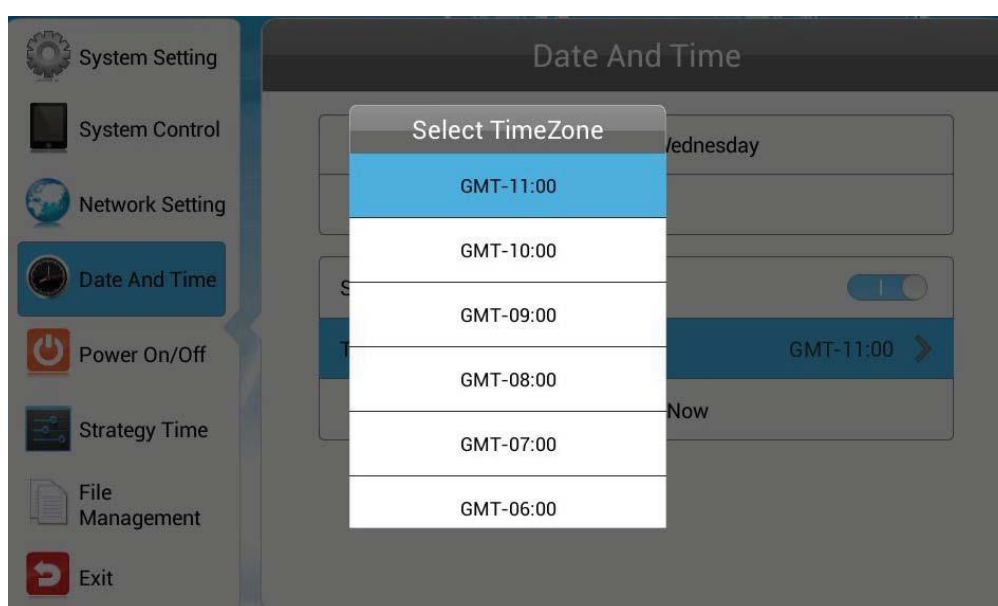 System Setting
System Control
Network Setting
Date And Time
Power On/Off
Strategy Time
File
Management
Exit
Date And Time
Select TimeZone
GMT-11:00
GMT-10:00
GMT-09:00
GMT-08:00
GMT-07:00
GMT-06:00
S
T
GMT-11:00
Now